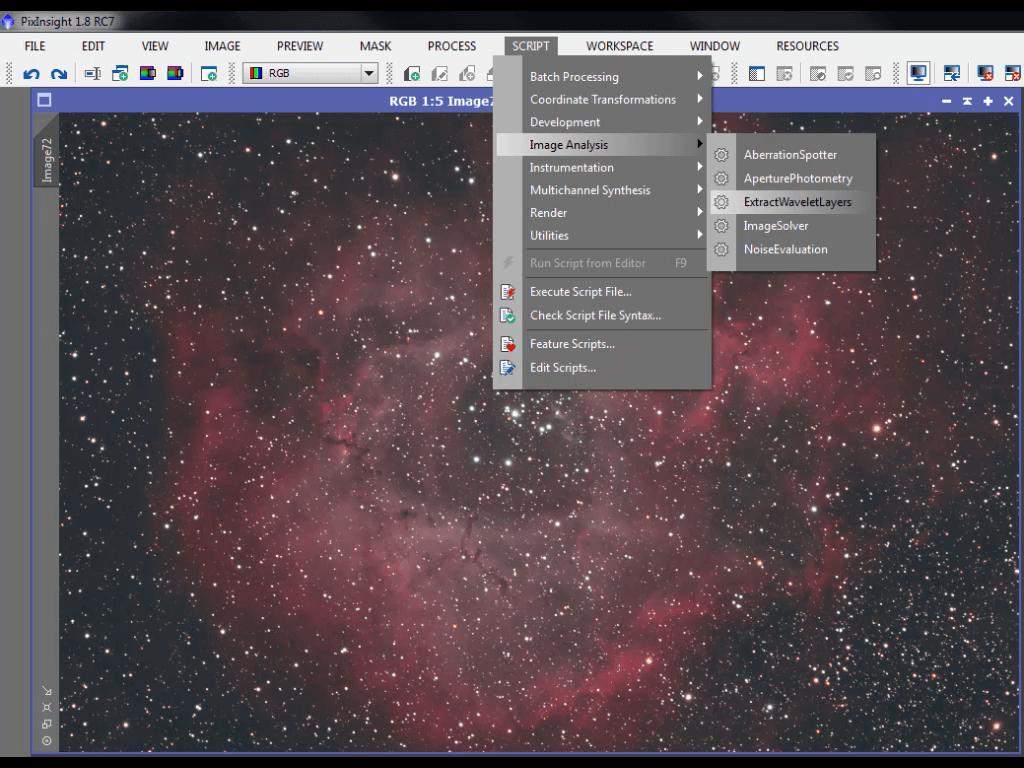 PixInsight 1.8 RC7
FILE EDIT VIEW IMAGE PREVIEW MASK PROCESS SCRIPT WORKSPACE WINDOW RESOURCES
RGB
RGB 1:5 Image7
Image72
Batch Processing
Coordinate Transformations
Development
Image Analysis
Instrumentation
Multichannel Synthesis
Render
Utilities
Run Script from Editor F9
Execute Script File...
Check Script File Syntax...
Feature Scripts...
Edit Scripts...
AberrationSpotter
AperturePhotometry
ExtractWaveletLayers
ImageSolver
NoiseEvaluation